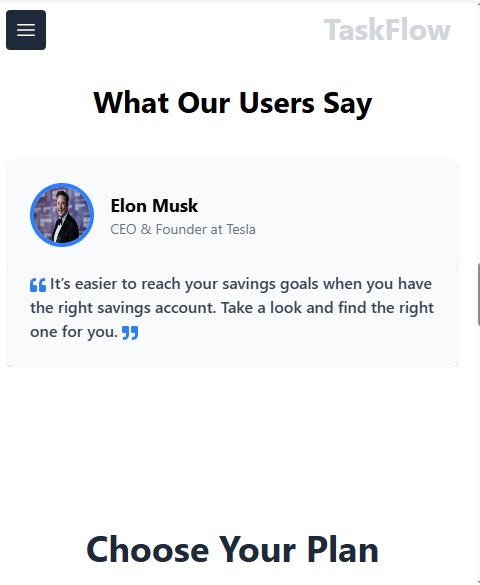 TaskFlow
What Our Users Say
Elon Musk
CEO & Founder at Tesla
❝ It’s easier to reach your savings goals when you have
the right savings account. Take a look and find the right
one for you. ❞
Choose Your Plan